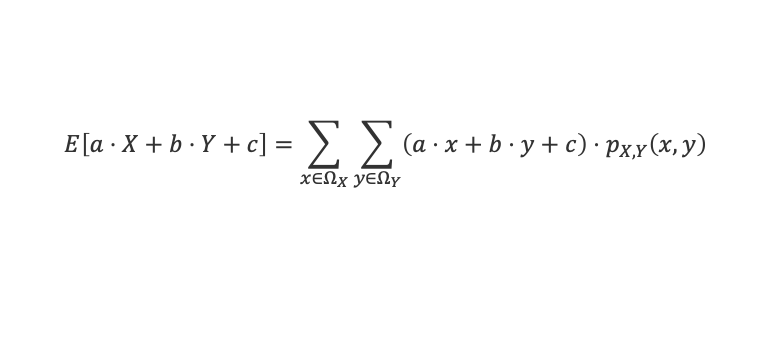 E[a · X + b · Y + c] = ∑_{x∈Ω_X} ∑_{y∈Ω_Y} (a · x + b · y + c) · p_{X,Y}(x, y)